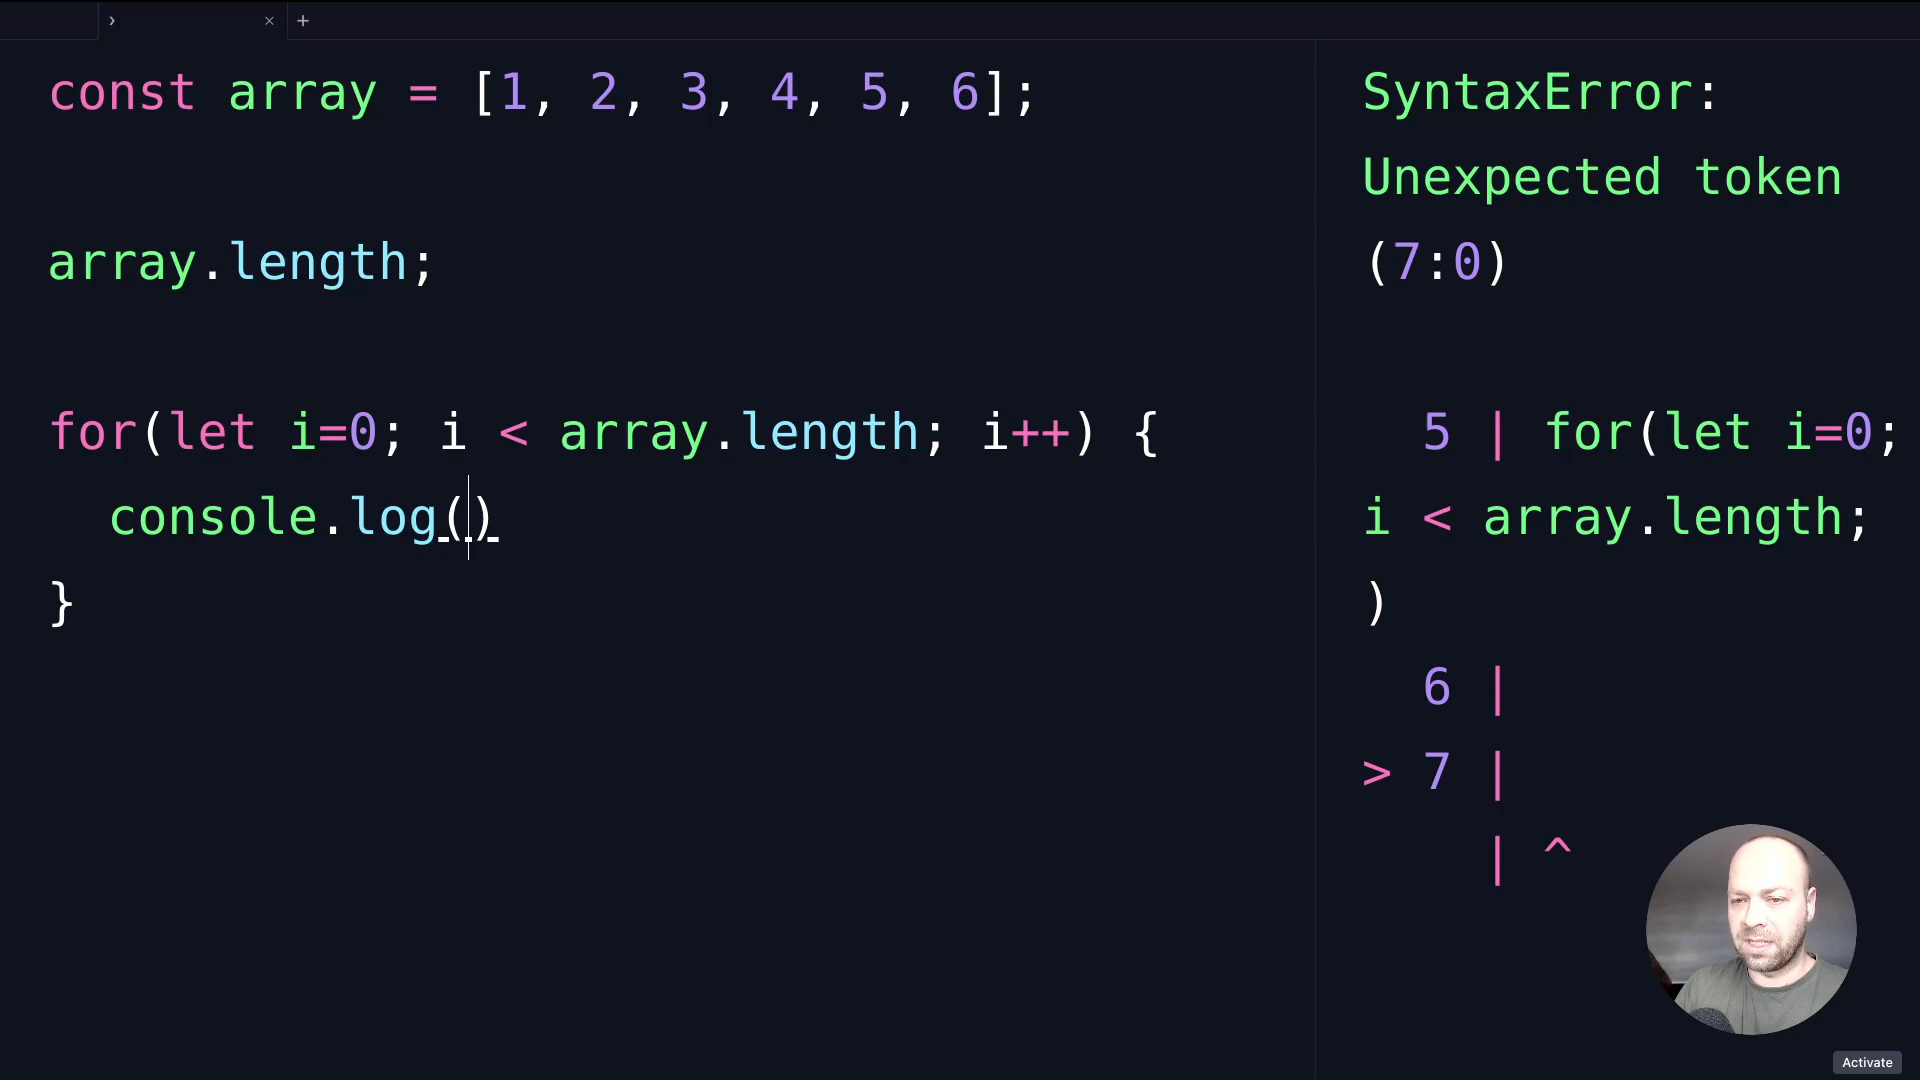 const array = [1, 2, 3, 4, 5, 6];
array.length;
for(let i=0; i < array.length; i++) {
console.log()
}
SyntaxError:
Unexpected token
(7:0)
5 | for(let i=0;
i < array.length;
)
6 |
> 7 |
| ^
Activate